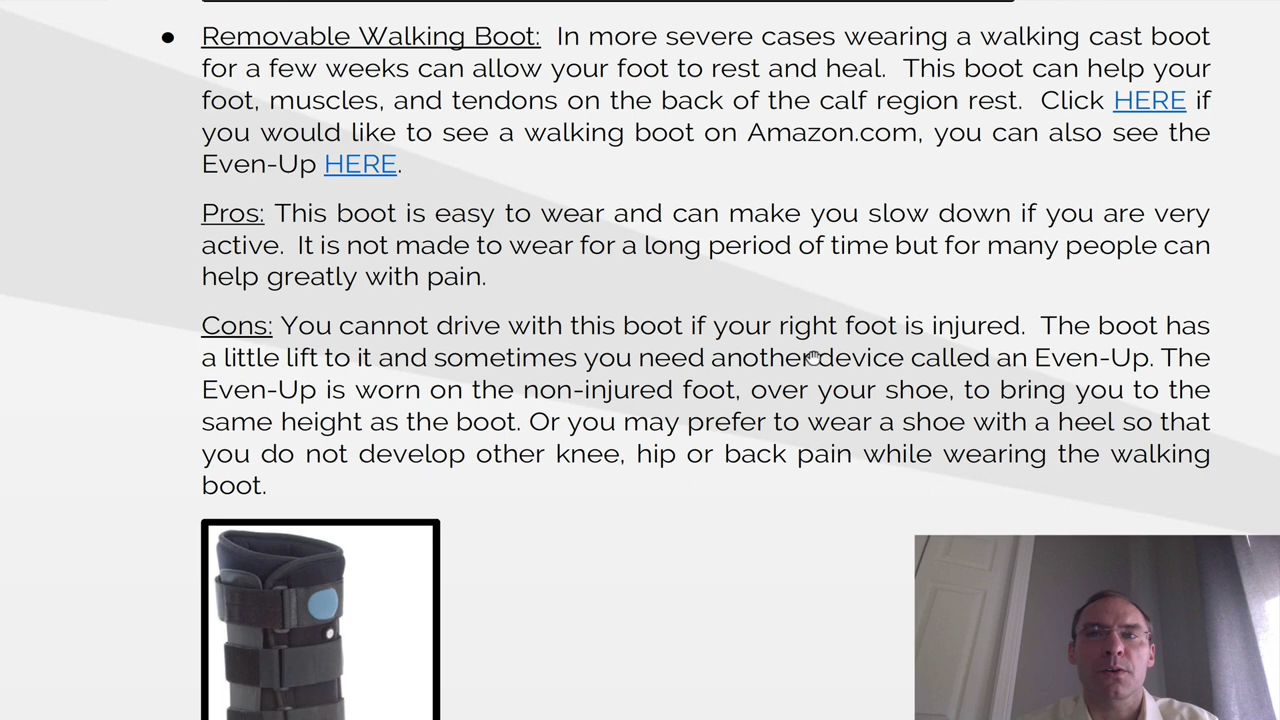 ● Removable Walking Boot: In more severe cases wearing a walking cast boot
for a few weeks can allow your foot to rest and heal. This boot can help your
foot, muscles, and tendons on the back of the calf region rest. Click HERE if
you would like to see a walking boot on Amazon.com, you can also see the
Even-Up HERE.
Pros: This boot is easy to wear and can make you slow down if you are very
active. It is not made to wear for a long period of time but for many people can
help greatly with pain.
Cons: You cannot drive with this boot if your right foot is injured. The boot has
a little lift to it and sometimes you need another device called an Even-Up. The
Even-Up is worn on the non-injured foot, over your shoe, to bring you to the
same height as the boot. Or you may prefer to wear a shoe with a heel so that
you do not develop other knee, hip or back pain while wearing the walking
boot.